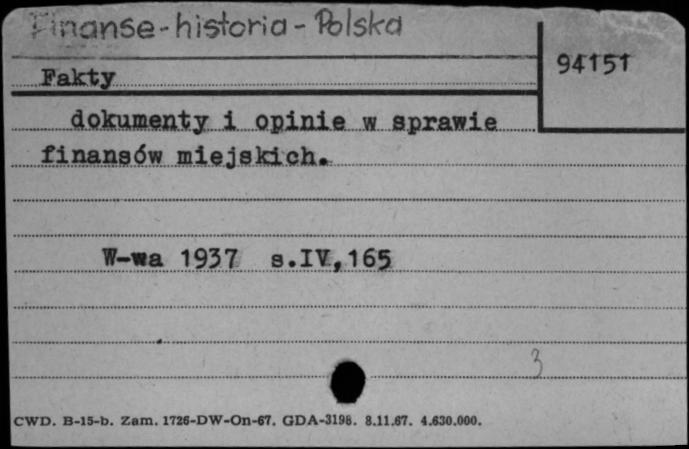 Finanse-historia-Polska
94151
Fakty
dokumenty i opinie w sprawie
finansów miejskich.
W-wa 1937 s.IV,165
3
CWD. B-15-b. Zam. 1726-DW-On-67. GDA-3198. 8.11.67. 4.630.000.